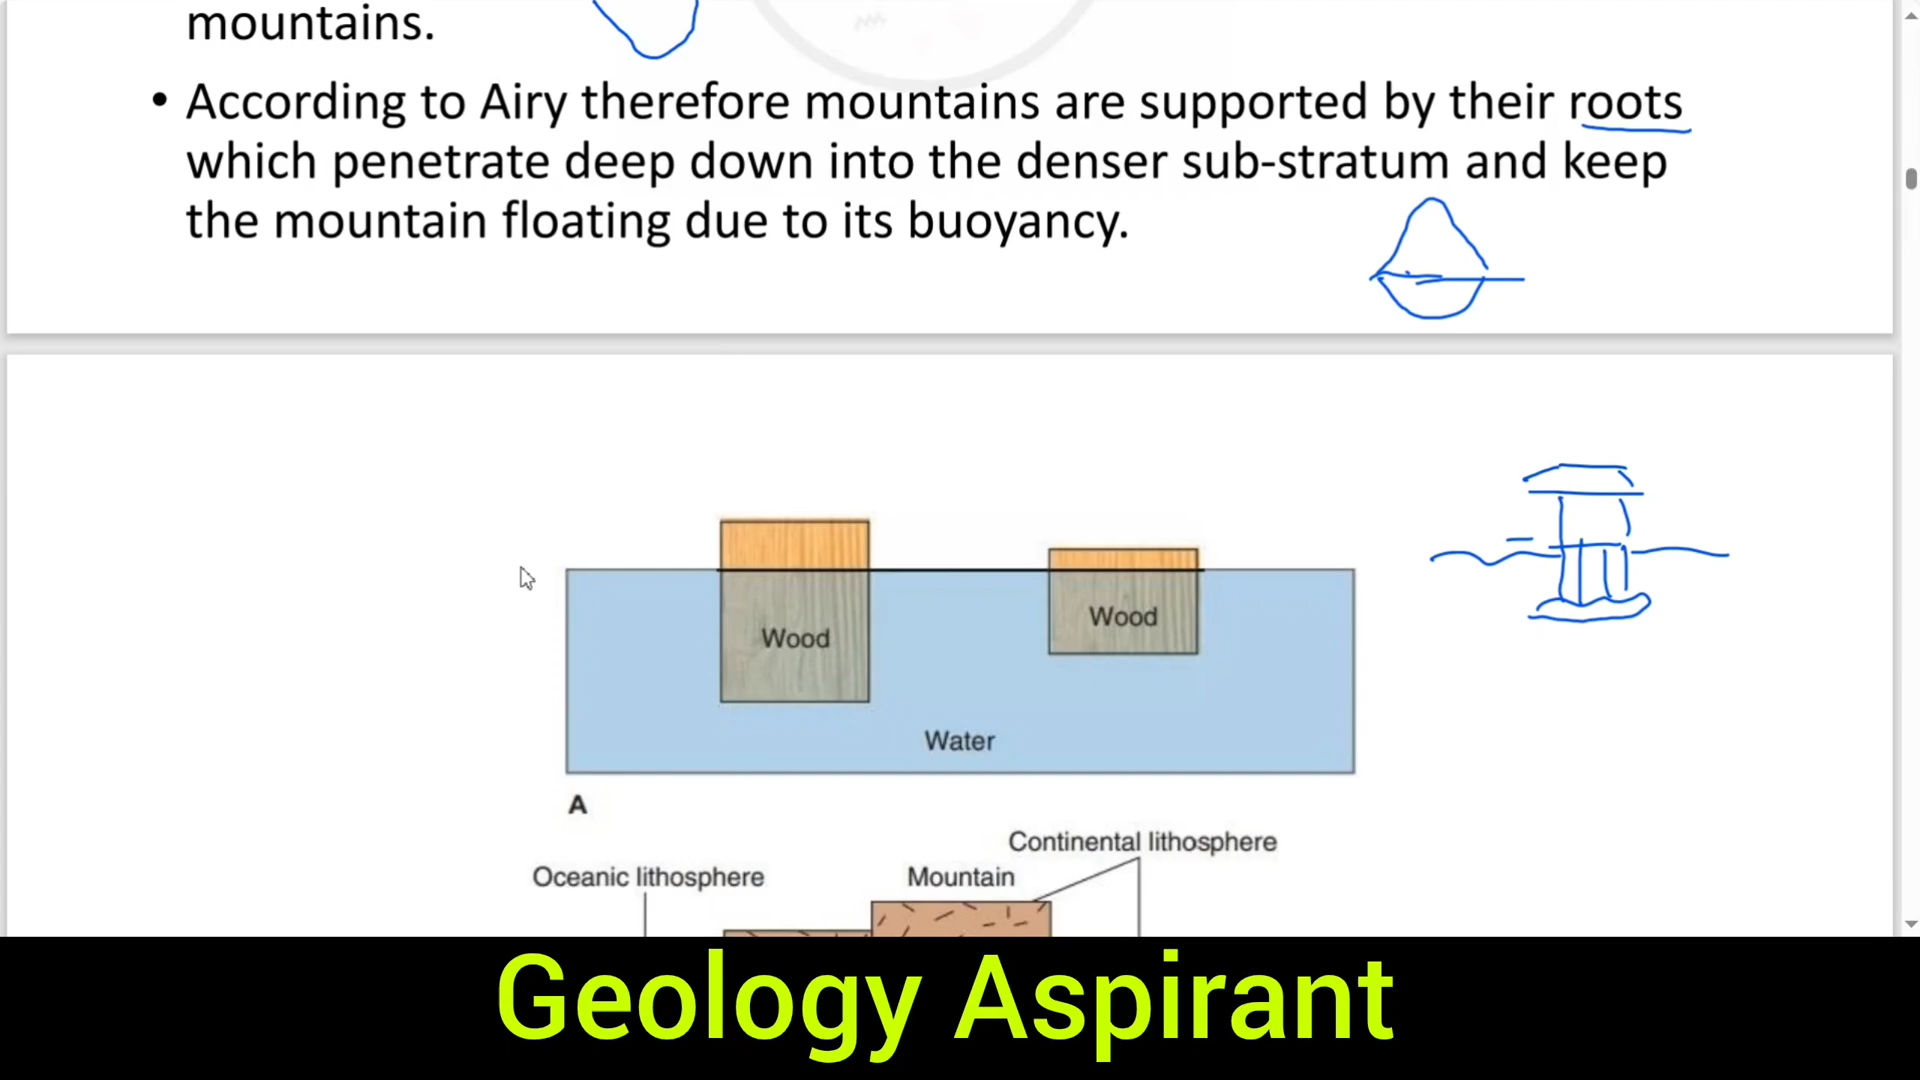 mountains.
• According to Airy therefore mountains are supported by their roots
which penetrate deep down into the denser sub-stratum and keep
the mountain floating due to its buoyancy.
Wood
Wood
Water
A
Continental lithosphere
Oceanic lithosphere
Mountain
Geology Aspirant